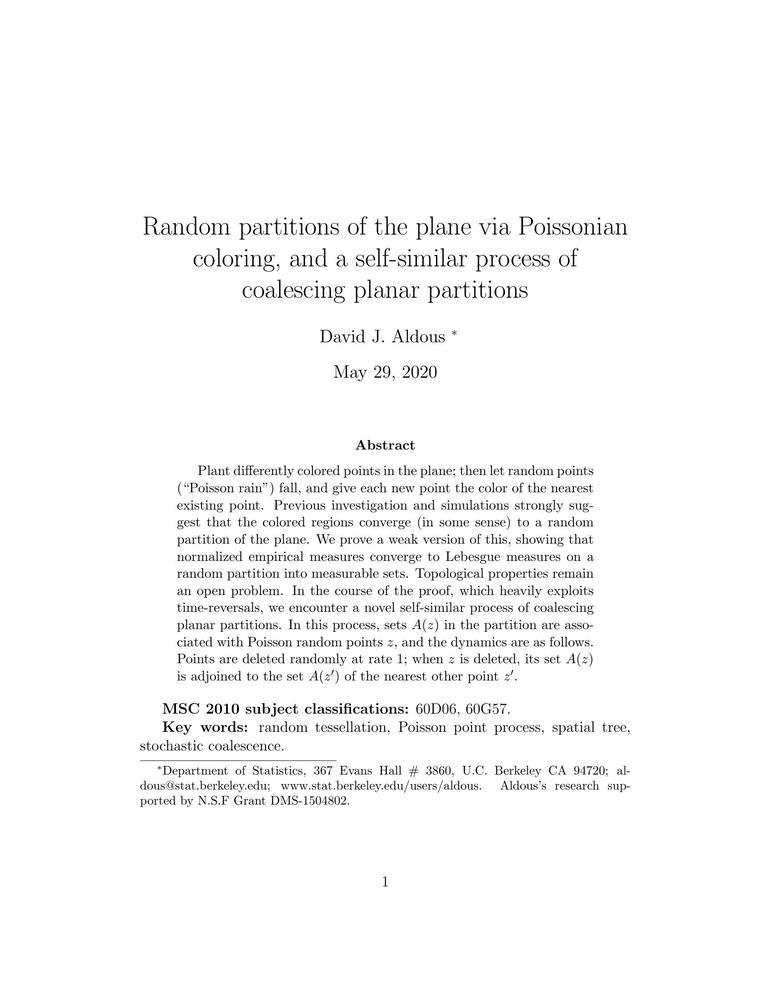 Random partitions of the plane via Poissonian
coloring, and a self-similar process of
coalescing planar partitions
David J. Aldous *
May 29, 2020
Abstract
Plant differently colored points in the plane; then let random points
(“Poisson rain”) fall, and give each new point the color of the nearest
existing point. Previous investigation and simulations strongly sug-
gest that the colored regions converge (in some sense) to a random
partition of the plane. We prove a weak version of this, showing that
normalized empirical measures converge to Lebesgue measures on a
random partition into measurable sets. Topological properties remain
an open problem. In the course of the proof, which heavily exploits
time-reversals, we encounter a novel self-similar process of coalescing
planar partitions. In this process, sets A(z) in the partition are asso-
ciated with Poisson random points z, and the dynamics are as follows.
Points are deleted randomly at rate 1; when z is deleted, its set A(z)
is adjoined to the set A(z′) of the nearest other point z′.
MSC 2010 subject classifications: 60D06, 60G57.
Key words: random tessellation, Poisson point process, spatial tree,
stochastic coalescence.
*Department of Statistics, 367 Evans Hall # 3860, U.C. Berkeley CA 94720; al-
dous@stat.berkeley.edu; www.stat.berkeley.edu/users/aldous. Aldous's research sup-
ported by N.S.F Grant DMS-1504802.
1